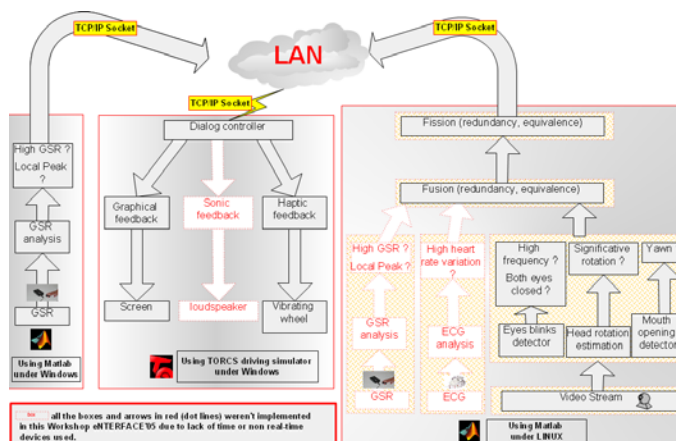 TCP/IP Socket
TCP/IP Socket
LAN
TCP/IP Socket
High GSR ?
Local Peak
?
GSR
analysis
GSR
Using Matlab
under Windows
Dialog controller
Graphical
feedback
Sonic
feedback
Haptic
feedback
Screen
loudspeaker
Vibrating
wheel
Using TORCS driving simulator
under Windows
Fission (redundancy, equivalence)
Fusion (redundancy, equivalence)
High GSR ?
Local Peak ?
High heart
rate variation
?
High
frequency ?
Both eyes
closed ?
Significative
rotation ?
Yawn ?
GSR
analysis
ECG
analysis
Eyes blinks
detector
Head rotation
estimation
Mouth
opening
detector
GSR
ECG
Video Stream
Using Matlab
under LINUX
all the boxes and arrows in red (dot lines) weren't implemented
in this Workshop eNTERFACE'05 due to lack of time or non real-time
devices used.